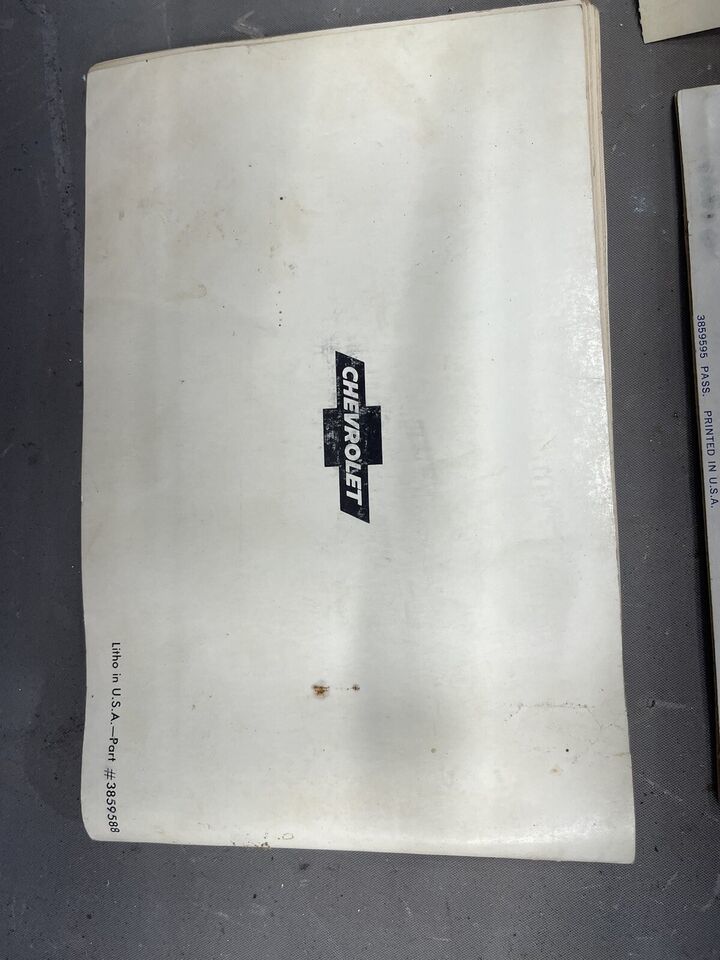 CHEVROLET
Litho in U.S.A.—Part #3859588
3859595 PASS. PRINTED IN U.S.A.